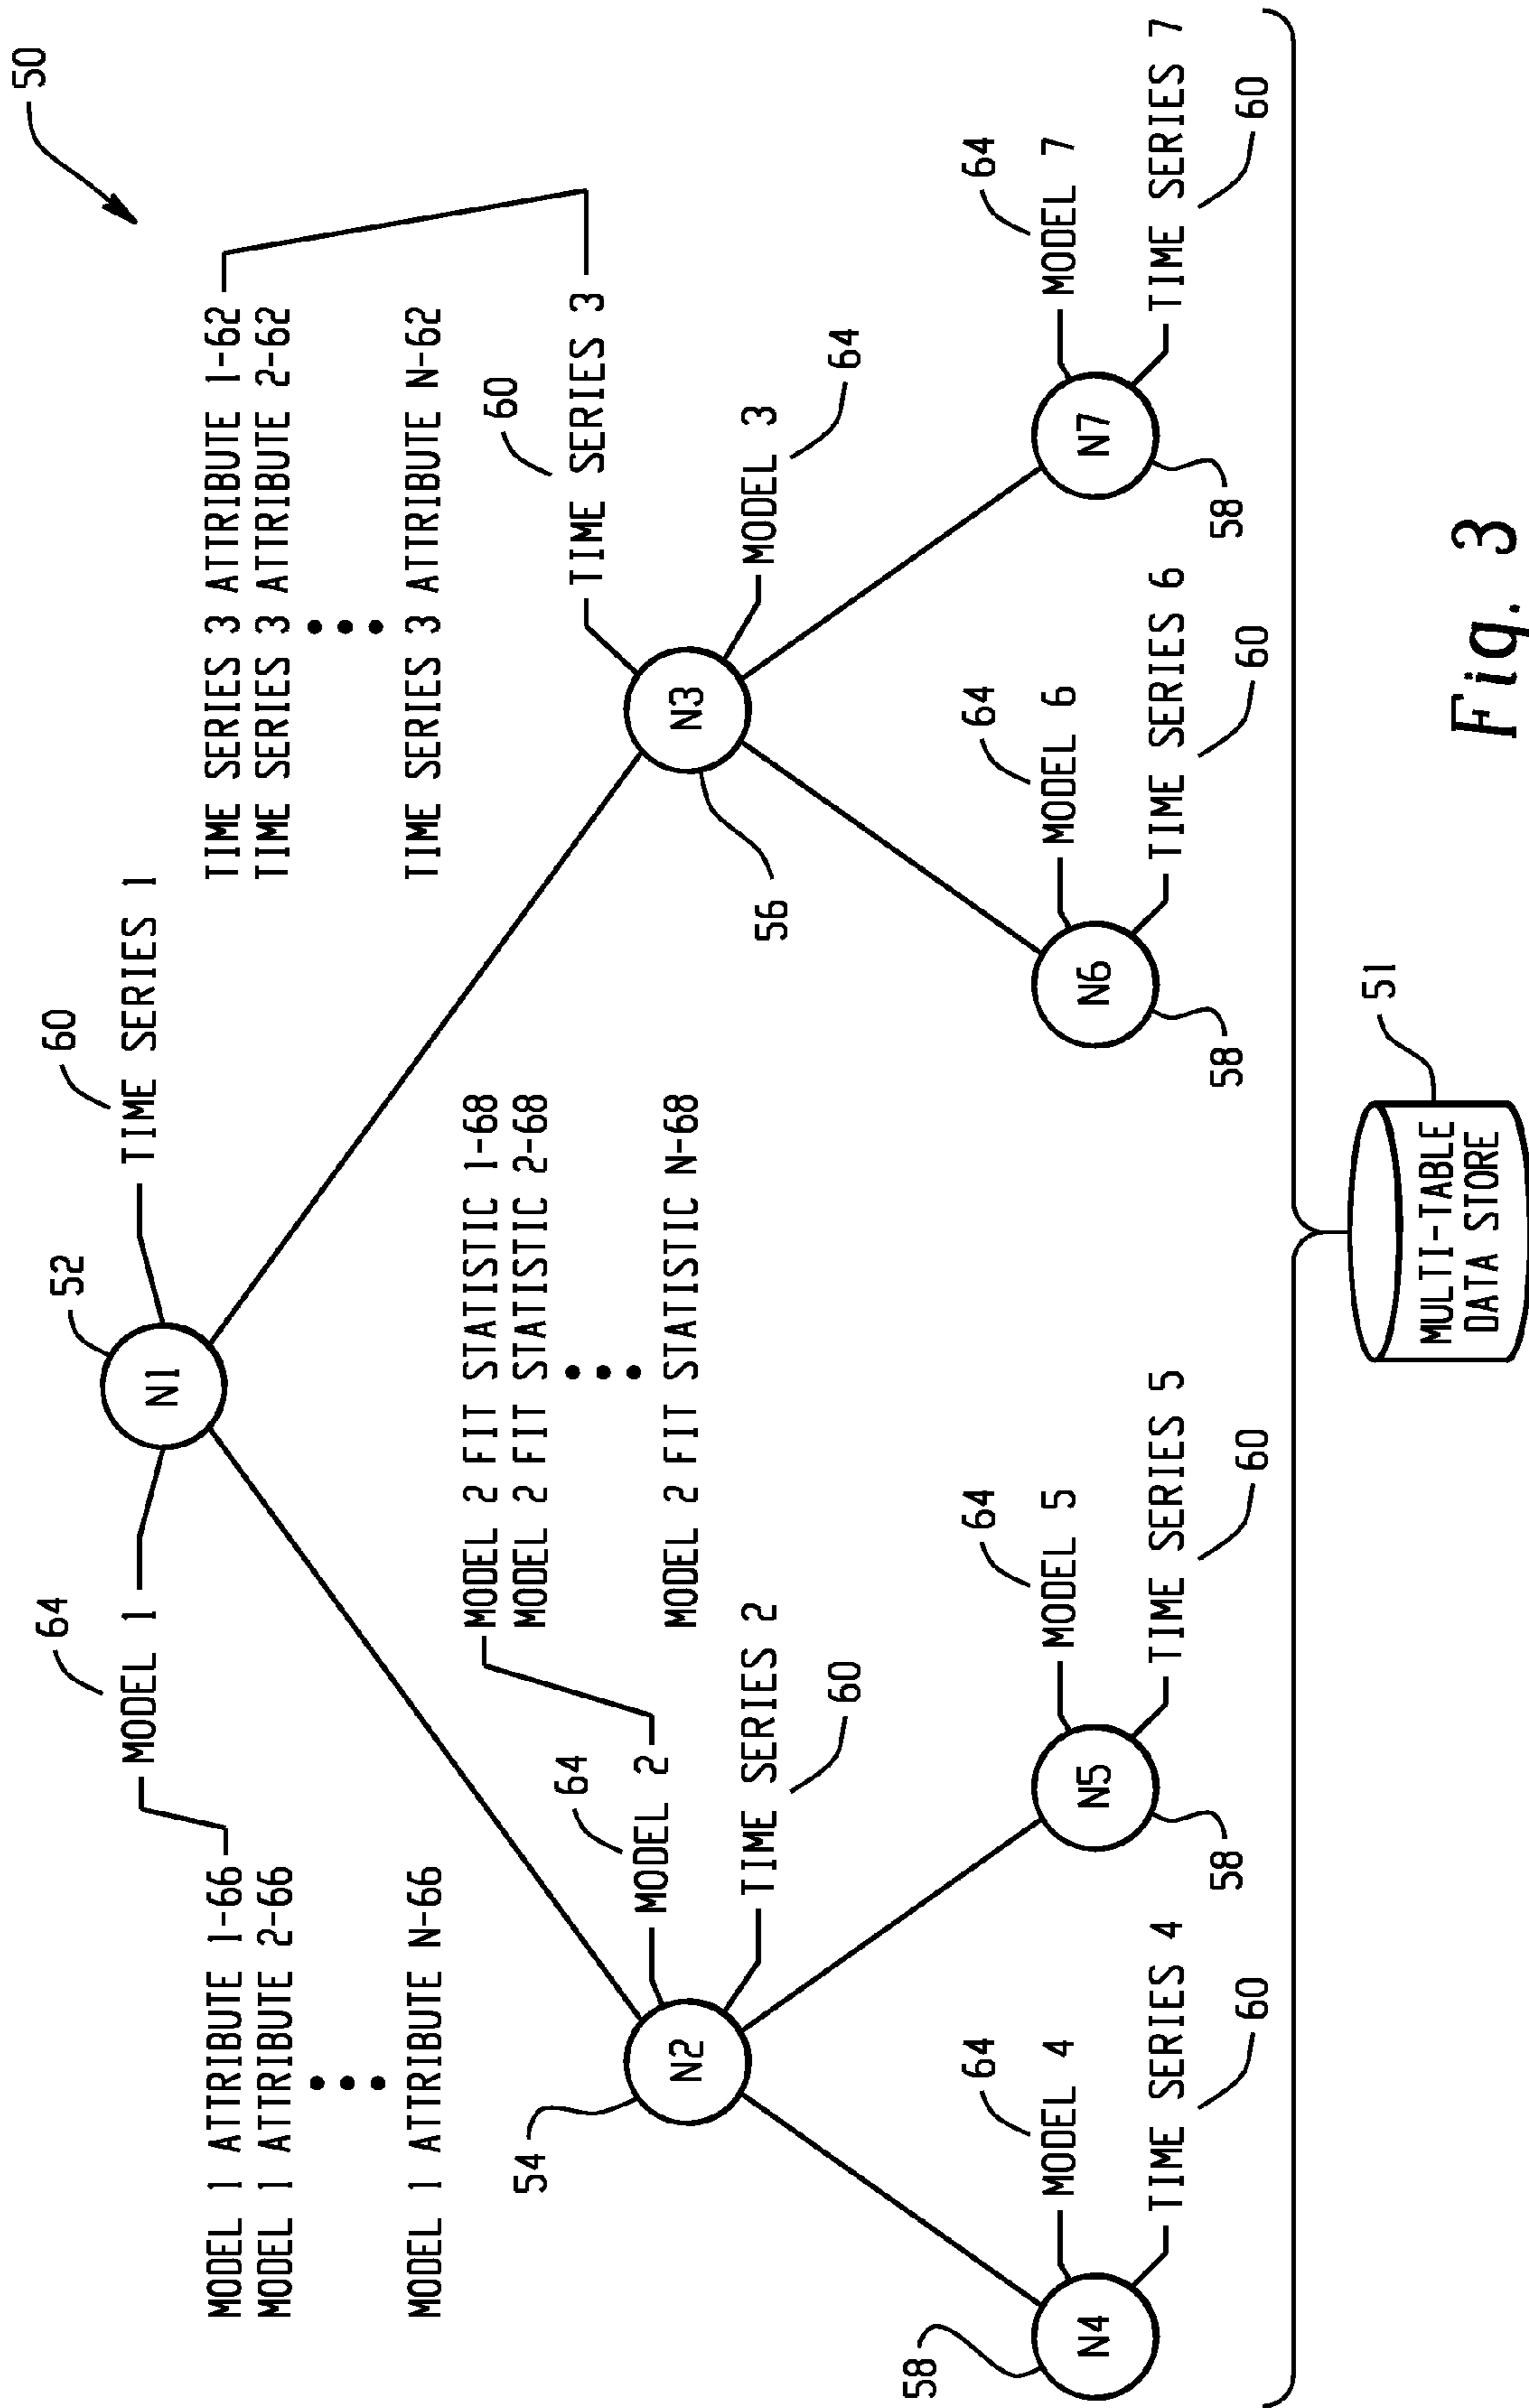 50
64
MODEL 1
52
N1
60
TIME SERIES 1
MODEL 1 ATTRIBUTE 1-66
MODEL 1 ATTRIBUTE 2-66
MODEL 1 ATTRIBUTE N-66
TIME SERIES 3 ATTRIBUTE 1-62
TIME SERIES 3 ATTRIBUTE 2-62
TIME SERIES 3 ATTRIBUTE N-62
MODEL 2 FIT STATISTIC 1-68
MODEL 2 FIT STATISTIC 2-68
MODEL 2 FIT STATISTIC N-68
54
N2
64
MODEL 2
TIME SERIES 2
60
56
N3
60
TIME SERIES 3
MODEL 3
64
58
N4
64
MODEL 4
TIME SERIES 4
60
58
N5
64
MODEL 5
TIME SERIES 5
60
58
N6
64
MODEL 6
TIME SERIES 6
60
58
N7
64
MODEL 7
TIME SERIES 7
60
51
MULTI-TABLE
DATA STORE
Fig. 3